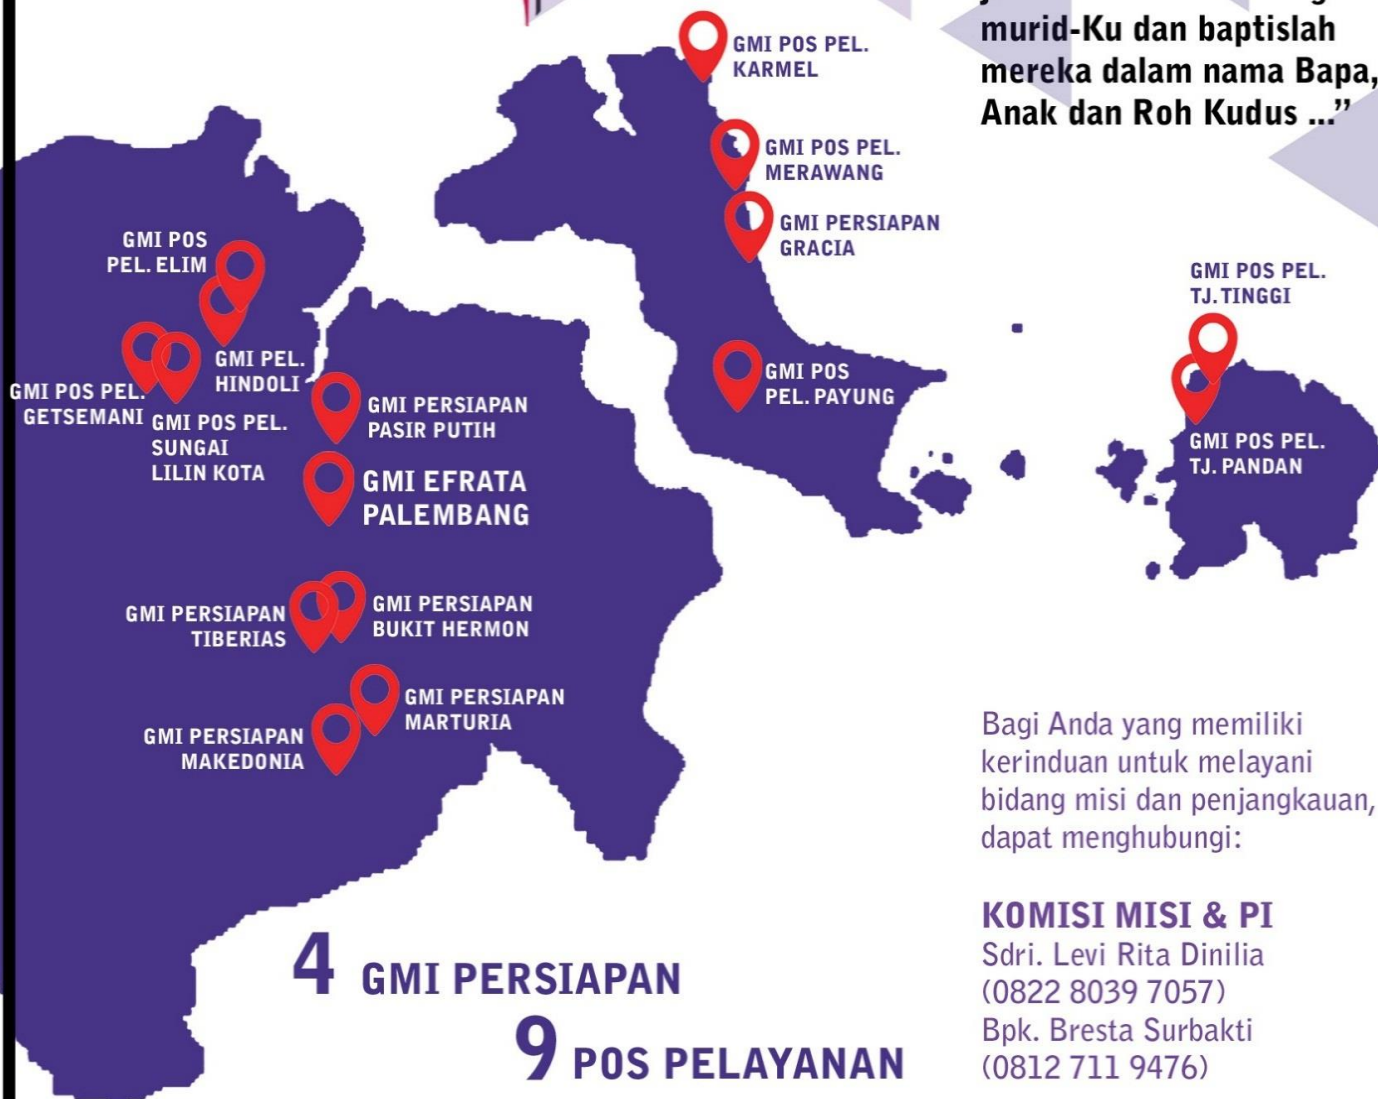 murid-Ku dan baptislah
mereka dalam nama Bapa,
Anak dan Roh Kudus ...”
GMI POS PEL.
KARMEL
GMI POS PEL.
MERAWANG
GMI PERSIAPAN
GRACIA
GMI POS
PEL. ELIM
GMI POS PEL.
TJ. TINGGI
GMI PEL.
HINDOLI
GMI POS PEL.
GETSEMANI
GMI POS PEL.
SUNGAI
LILIN KOTA
GMI PERSIAPAN
PASIR PUTIH
GMI POS
PEL. PAYUNG
GMI POS PEL.
TJ. PANDAN
GMI EFRATA
PALEMBANG
GMI PERSIAPAN
TIBERIAS
GMI PERSIAPAN
BUKIT HERMON
GMI PERSIAPAN
MARTURIA
GMI PERSIAPAN
MAKEDONIA
Bagi Anda yang memiliki
kerinduan untuk melayani
bidang misi dan penjangkauan,
dapat menghubungi:
KOMISI MISI & PI
Sdri. Levi Rita Dinilia
(0822 8039 7057)
Bpk. Bresta Surbakti
(0812 711 9476)
4 GMI PERSIAPAN
9 POS PELAYANAN